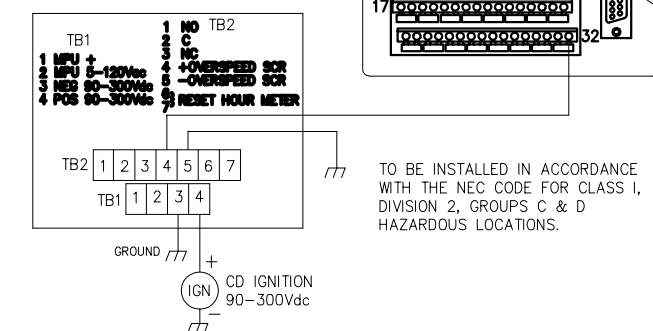 17
32
TB1
1 MPU +
2 MPU 5-120Vac
3 NEG 90-300Vdc
4 POS 90-300Vdc
TB2
1 NO
2 C
3 NC
4 +OVERSPEED SCR
5 -OVERSPEED SCR
6
7 RESET HOUR METER
TB2 1 2 3 4 5 6 7
TB1 1 2 3 4
GROUND
+
IGN
CD IGNITION
90-300Vdc
-
TO BE INSTALLED IN ACCORDANCE
WITH THE NEC CODE FOR CLASS I,
DIVISION 2, GROUPS C & D
HAZARDOUS LOCATIONS.